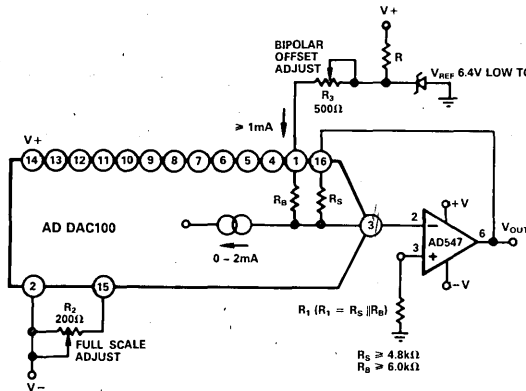 V+
BIPOLAR
OFFSET
ADJUST
R
VREF 6.4V LOW TC
R3
500Ω
≥ 1mA
V+
14 13 12 11 10 9 8 7 6 5 4 1 16
RB
RS
AD DAC100
3
2
+V
AD547
6
VOUT
3
-V
0 – 2mA
2
R2
200Ω
15
FULL SCALE
ADJUST
V-
R1 (R1 = RS ||RB)
RS ≥ 4.8kΩ
RB ≥ 6.0kΩ